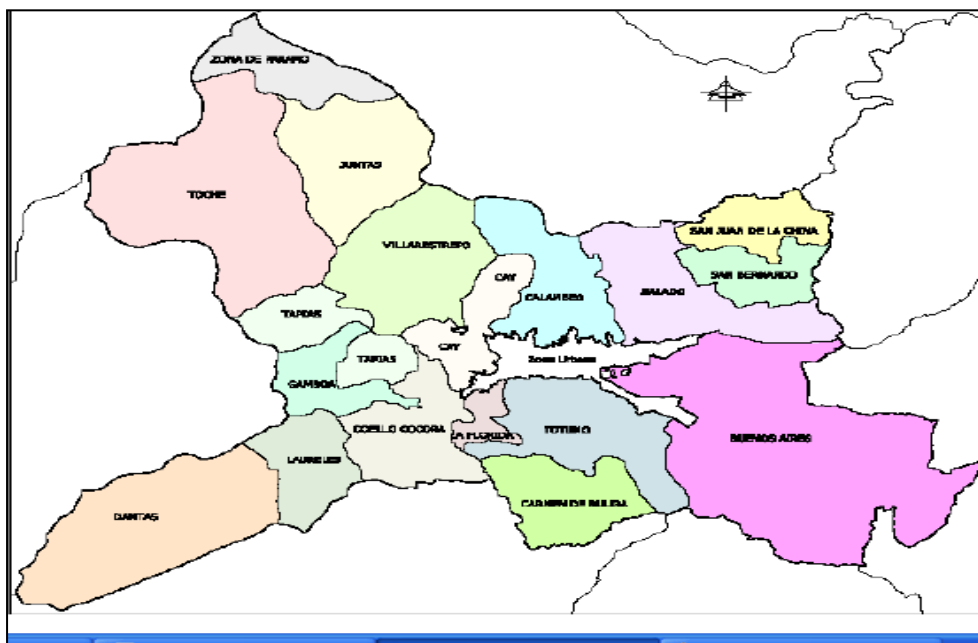 ZONA DE PARAMO
JUNTAS
TOCHE
VILLARESTREPO
SAN JUAN DE LA CHINA
CAY
SAN BERNARDO
CALAMBEO
TAPIAS
CAY
TAPIAS
Zona Urbana
GAMBOA
COELLO COCORA
LA FLORIDA
TOTUMO
BUENOS AIRES
LAURELES
CARMEN DE BULIRA
DANTAS